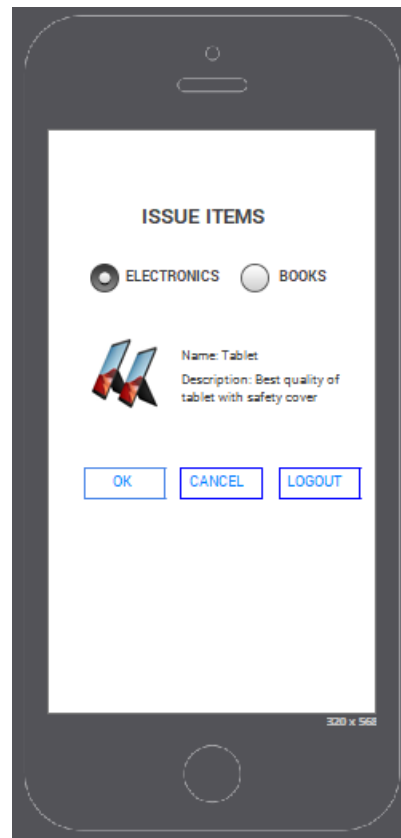 ISSUE ITEMS
ELECTRONICS BOOKS
Name: Tablet
Description: Best quality of
tablet with safety cover
OK CANCEL LOGOUT
320 x 568